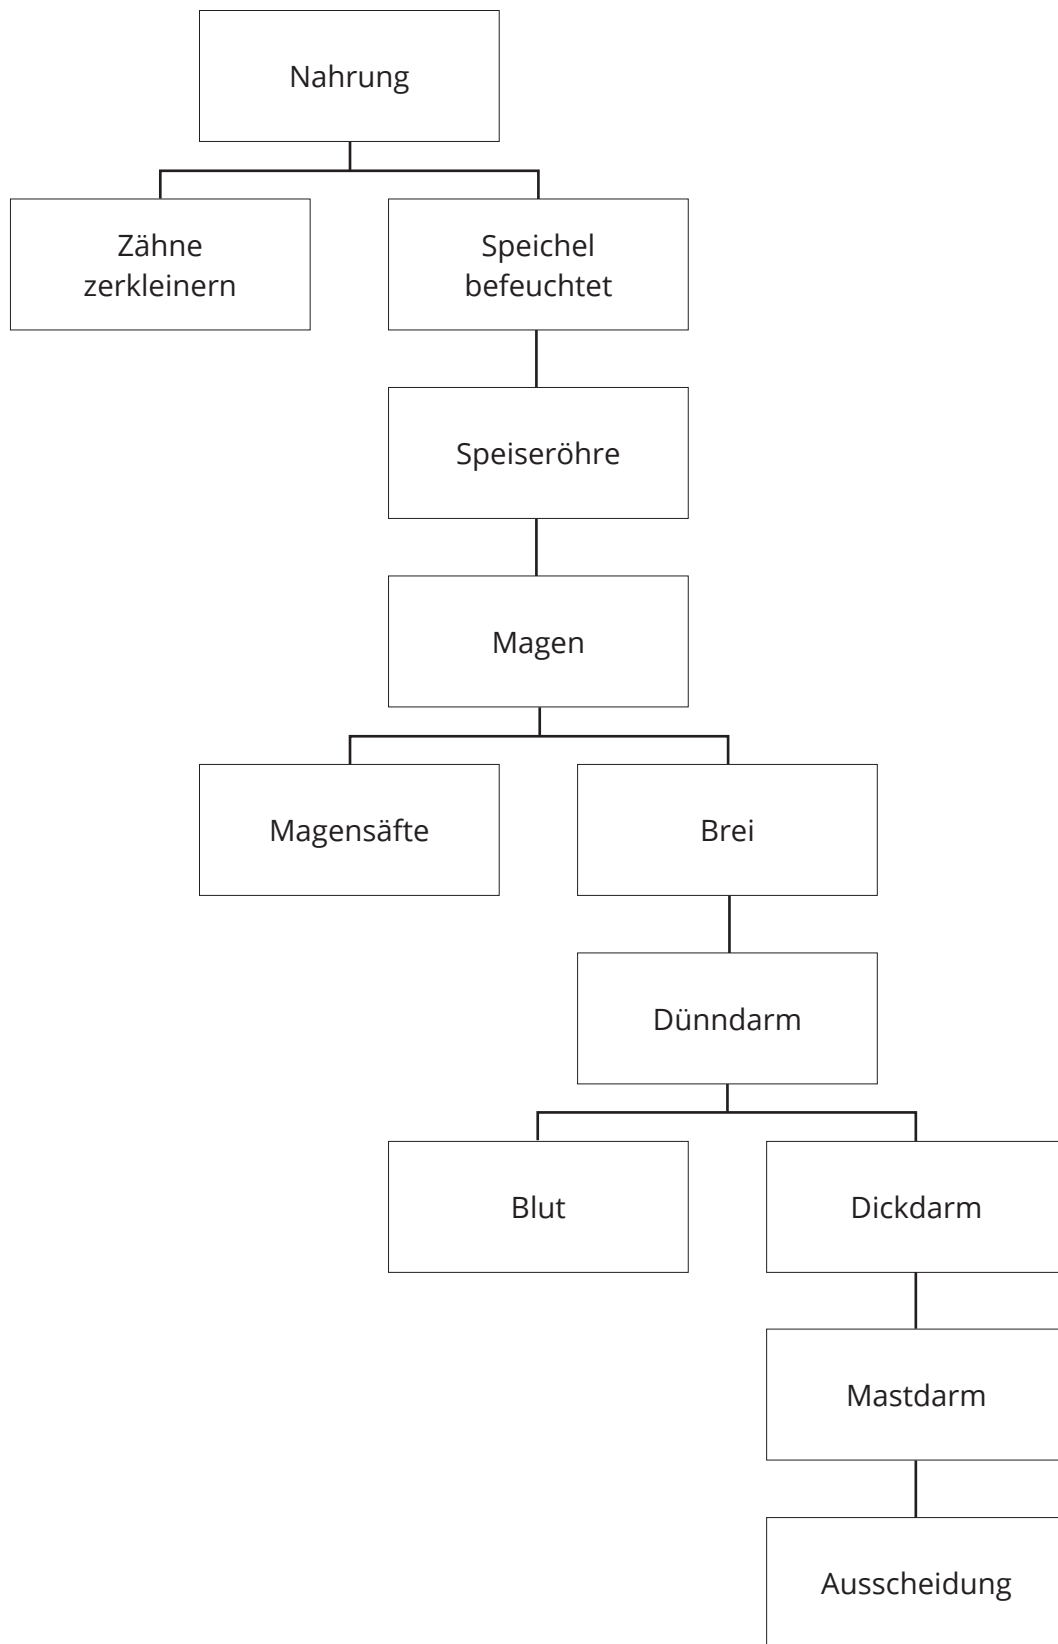 Nahrung
Zähne
zerkleinern
Speichel
befeuchtet
Speiseröhre
Magen
Magensäfte
Brei
Dünndarm
Blut
Dickdarm
Mastdarm
Ausscheidung